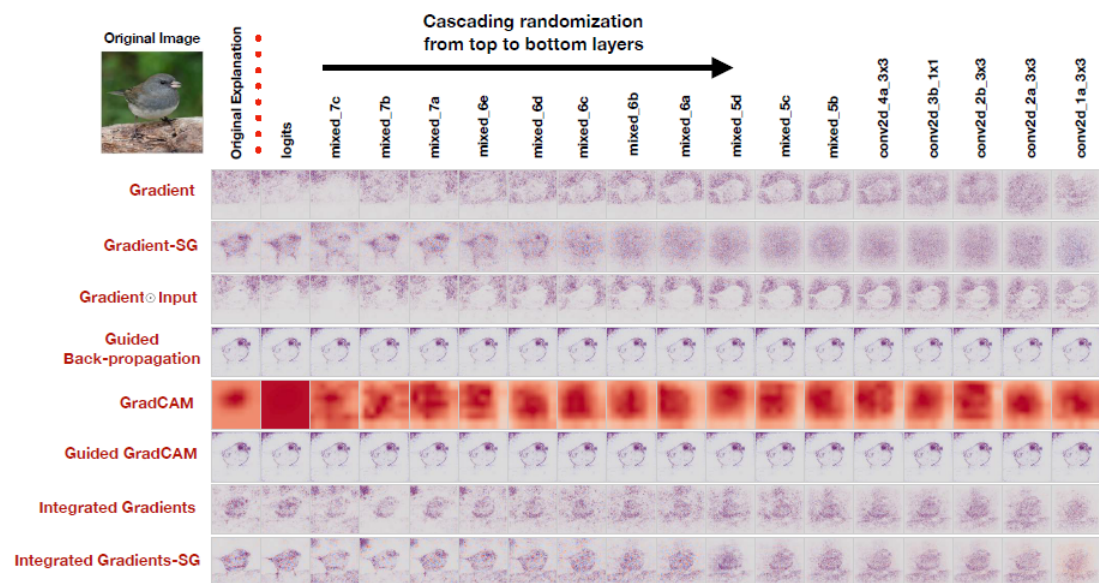 Cascading randomization
from top to bottom layers
Original Image
Original Explanation
logits
mixed_7c
mixed_7b
mixed_7a
mixed_6e
mixed_6d
mixed_6c
mixed_6b
mixed_6a
mixed_5d
mixed_5c
mixed_5b
conv2d_4a_3x3
conv2d_3b_1x1
conv2d_2b_3x3
conv2d_2a_3x3
conv2d_1a_3x3
Gradient
Gradient-SG
Gradient⊙Input
Guided
Back-propagation
GradCAM
Guided GradCAM
Integrated Gradients
Integrated Gradients-SG